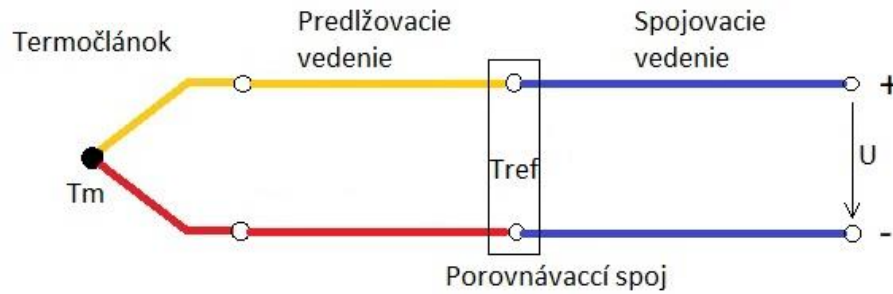 Termočlánok
Predlžovacie
vedenie
Spojovacie
vedenie
+
Tm
Tref
U
-
Porovnávaccí spoj